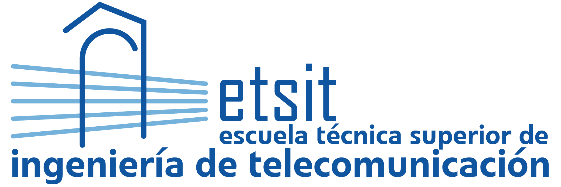 etsit
escuela técnica superior de
ingeniería de telecomunicación